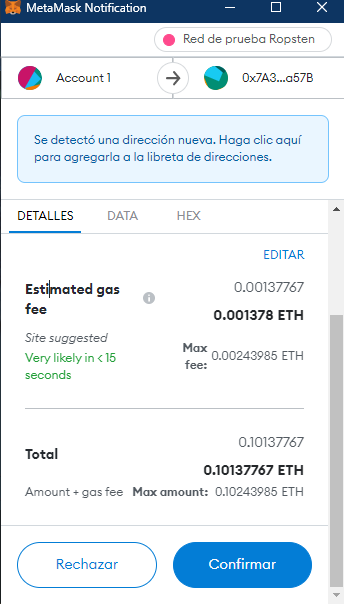 MetaMask Notification
Red de prueba Ropsten
Account 1
0x7A3...a57B
Se detectó una dirección nueva. Haga clic aquí
para agregarla a la libreta de direcciones.
DETALLES DATA HEX
EDITAR
Estimated gas
fee
0.00137767
0.001378 ETH
Site suggested
Very likely in < 15
seconds
Max
fee: 0.00243985 ETH
0.10137767
Total
0.10137767 ETH
Amount + gas fee Max amount: 0.10243985 ETH
Rechazar Confirmar